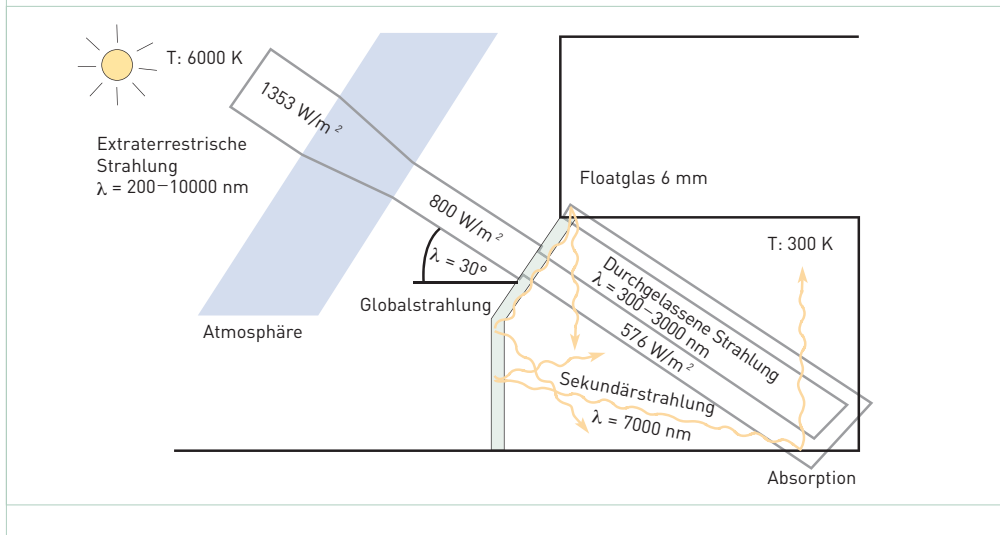 T: 6000 K
1353 W/m²
Extraterrestrische
Strahlung
λ = 200–10000 nm
Floatglas 6 mm
800 W/m²
T: 300 K
λ = 30°
Durchgelassene Strahlung
λ = 300–3000 nm
Globalstrahlung
576 W/m²
Atmosphäre
Sekundärstrahlung
λ = 7000 nm
Absorption